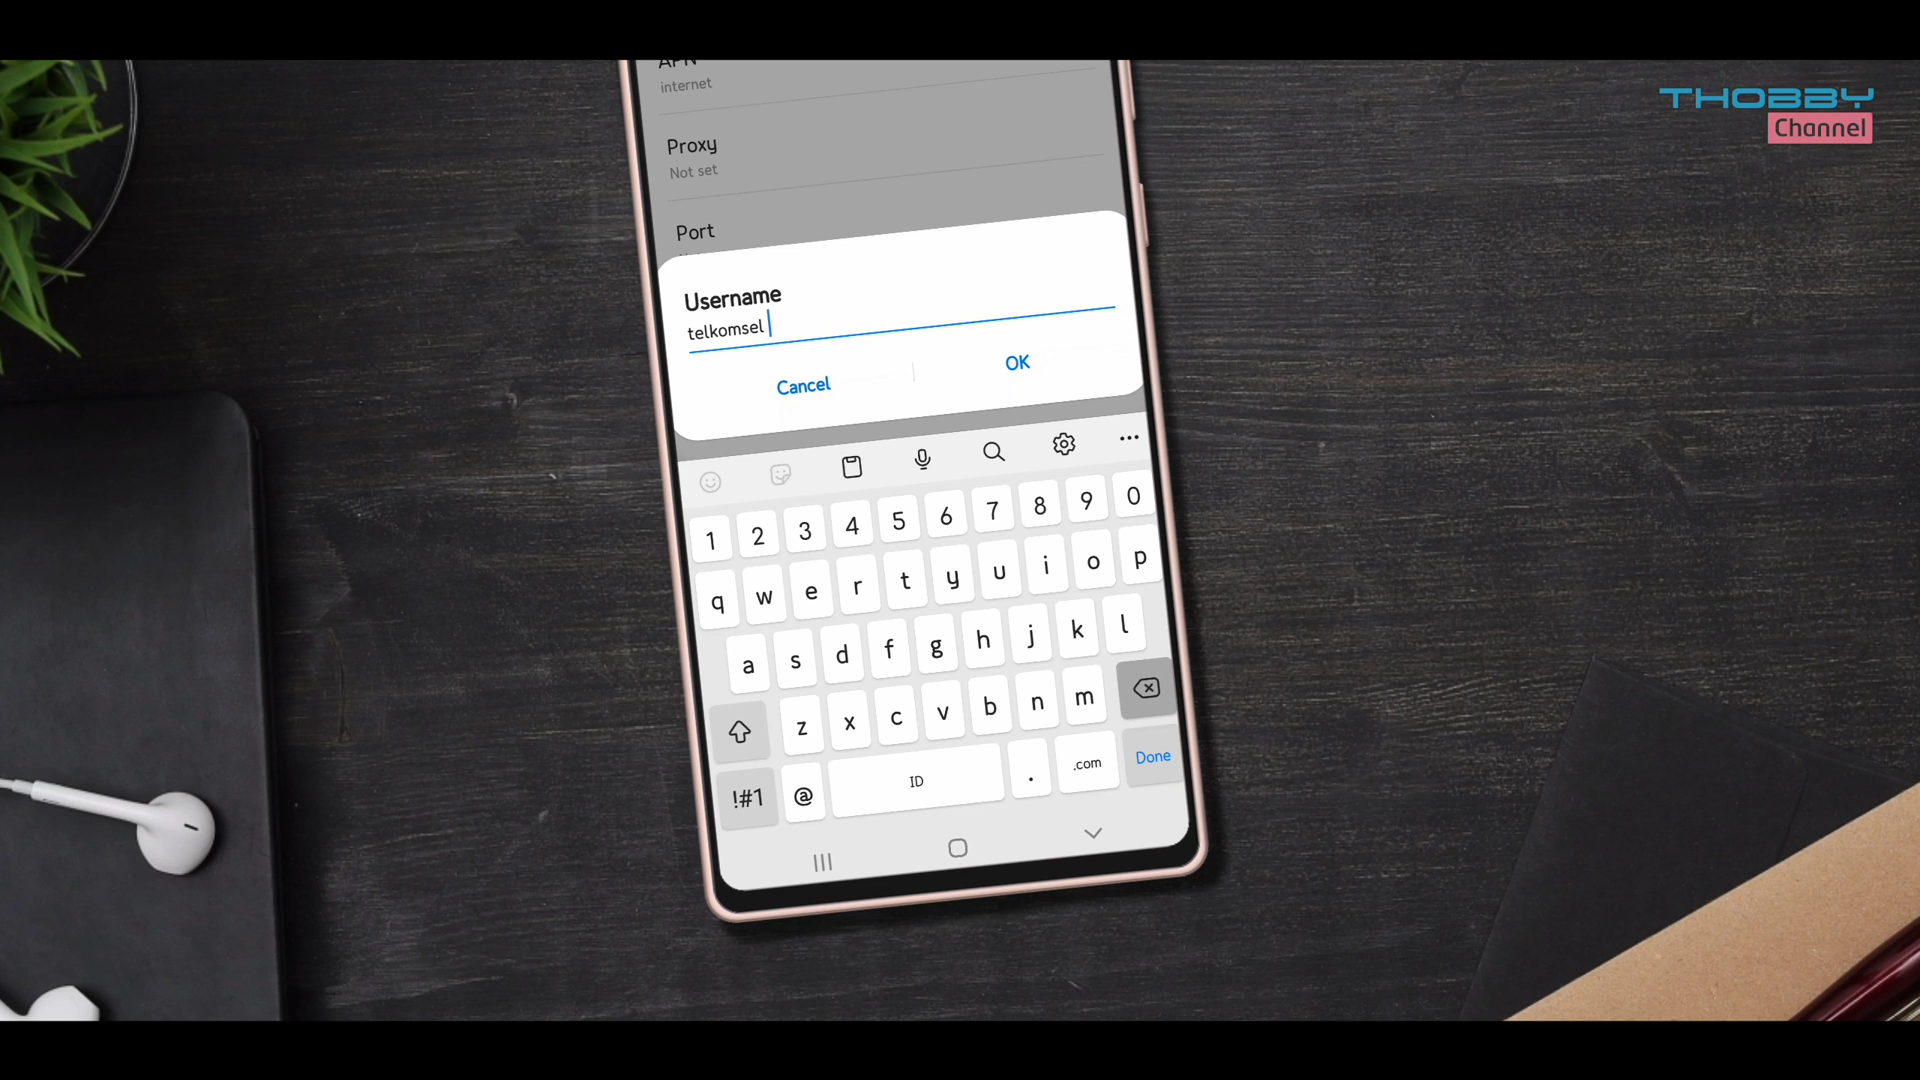 THOBBY
Channel
APN
internet
Proxy
Not set
Port
Username
telkomsel
Cancel
OK
1 2 3 4 5 6 7 8 9 0
q w e r t y u i o p
a s d f g h j k l
z x c v b n m
!#1 @ ID . .com Done